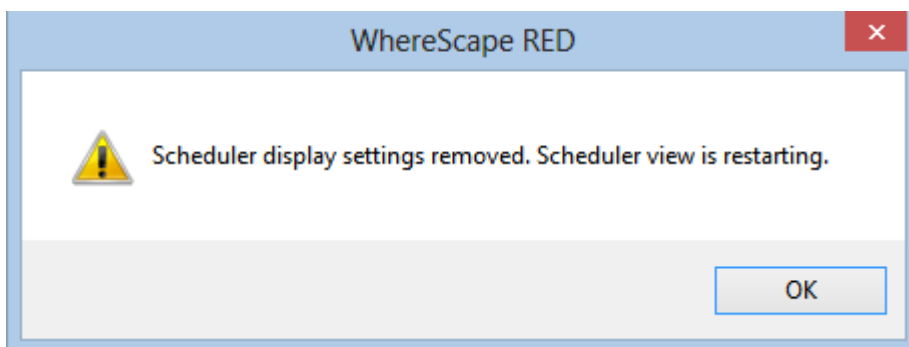 WhereScape RED
Scheduler display settings removed. Scheduler view is restarting.
OK